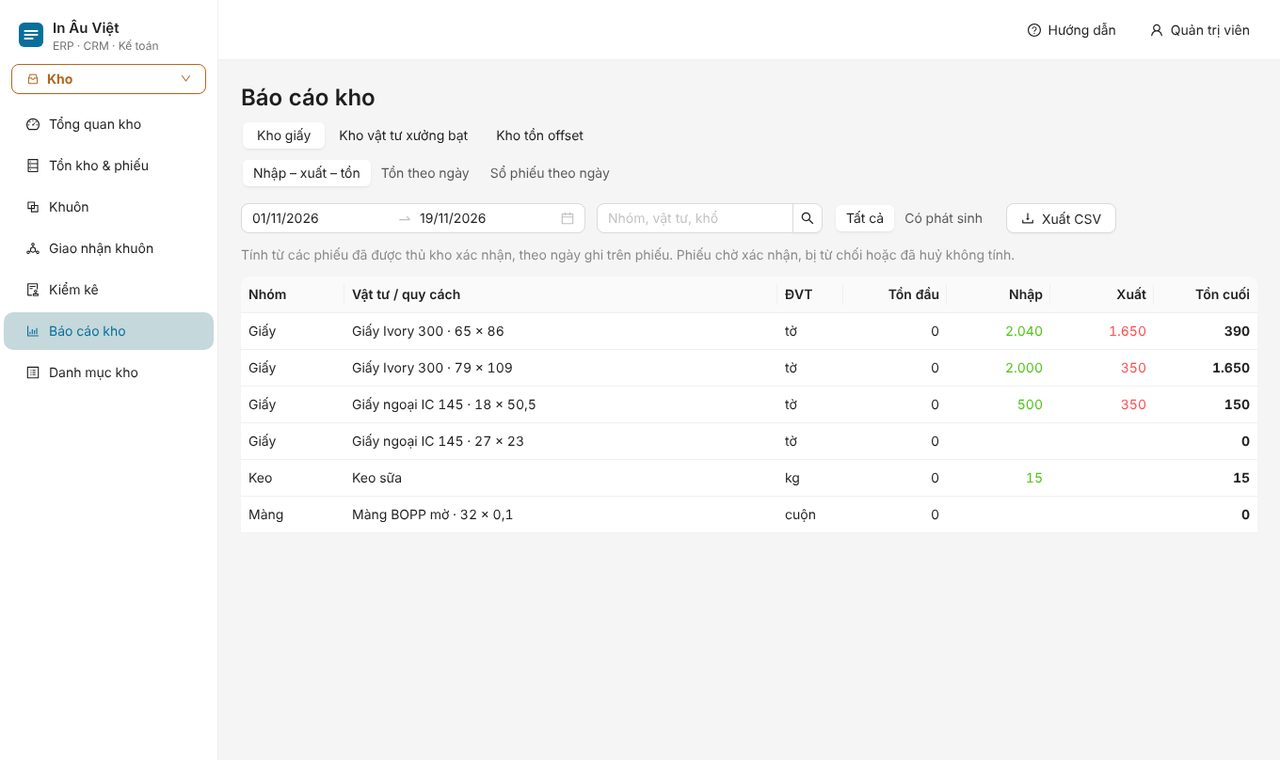 In Âu Việt
ERP · CRM · Kế toán
Kho
Tổng quan kho
Tồn kho & phiếu
Khuôn
Giao nhận khuôn
Kiểm kê
Báo cáo kho
Danh mục kho
Hướng dẫn
Quản trị viên
Báo cáo kho
Kho giấy Kho vật tư xưởng bạt Kho tồn offset
Nhập – xuất – tồn Tồn theo ngày Sổ phiếu theo ngày
01/11/2026 19/11/2026 Nhóm, vật tư, khổ Tất cả Có phát sinh Xuất CSV
Tính từ các phiếu đã được thủ kho xác nhận, theo ngày ghi trên phiếu. Phiếu chờ xác nhận, bị từ chối hoặc đã huỷ không tính.
Nhóm Vật tư / quy cách ĐVT Tồn đầu Nhập Xuất Tồn cuối
Giấy Giấy Ivory 300 · 65 × 86 tờ 0 2.040 1.650 390
Giấy Giấy Ivory 300 · 79 × 109 tờ 0 2.000 350 1.650
Giấy Giấy ngoại IC 145 · 18 × 50,5 tờ 0 500 350 150
Giấy Giấy ngoại IC 145 · 27 × 23 tờ 0 0
Keo Keo sữa kg 0 15 15
Màng Màng BOPP mờ · 32 × 0,1 cuộn 0 0